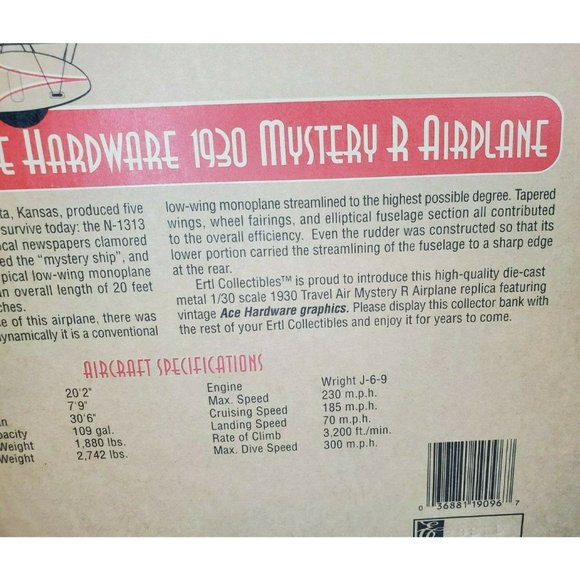 E HARDWARE 1930 MYSTERY R AIRPLANE
ta, Kansas, produced five
survive today: the N-1313
cal newspapers clamored
ed the "mystery ship", and
pical low-wing monoplane
an overall length of 20 feet
ches.
e of this airplane, there was
dynamically it is a conventional
low-wing monoplane streamlined to the highest possible degree. Tapered
wings, wheel fairings, and elliptical fuselage section all contributed
to the overall efficiency. Even the rudder was constructed so that its
lower portion carried the streamlining of the fuselage to a sharp edge
at the rear.
Ertl Collectibles™ is proud to introduce this high-quality die-cast
metal 1/30 scale 1930 Travel Air Mystery R Airplane replica featuring
vintage Ace Hardware graphics. Please display this collector bank with
the rest of your Ertl Collectibles and enjoy it for years to come.
AIRCRAFT SPECIFICATIONS
20'2"
7'9"
an 30'6"
pacity 109 gal.
Weight 1,880 lbs.
Weight 2,742 lbs.
Engine Wright J-6-9
Max. Speed 230 m.p.h.
Cruising Speed 185 m.p.h.
Landing Speed 70 m.p.h.
Rate of Climb 3,200 ft./min.
Max. Dive Speed 300 m.p.h.
0 36881 19096 7